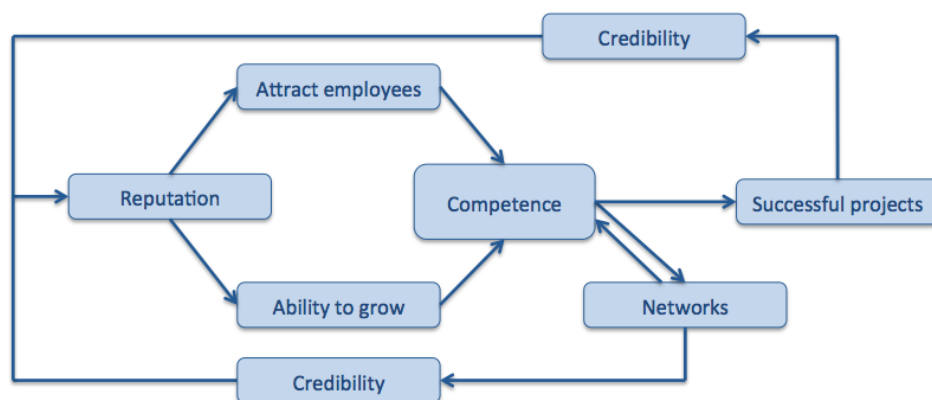 Credibility
Attract employees
Reputation
Competence
Successful projects
Ability to grow
Networks
Credibility